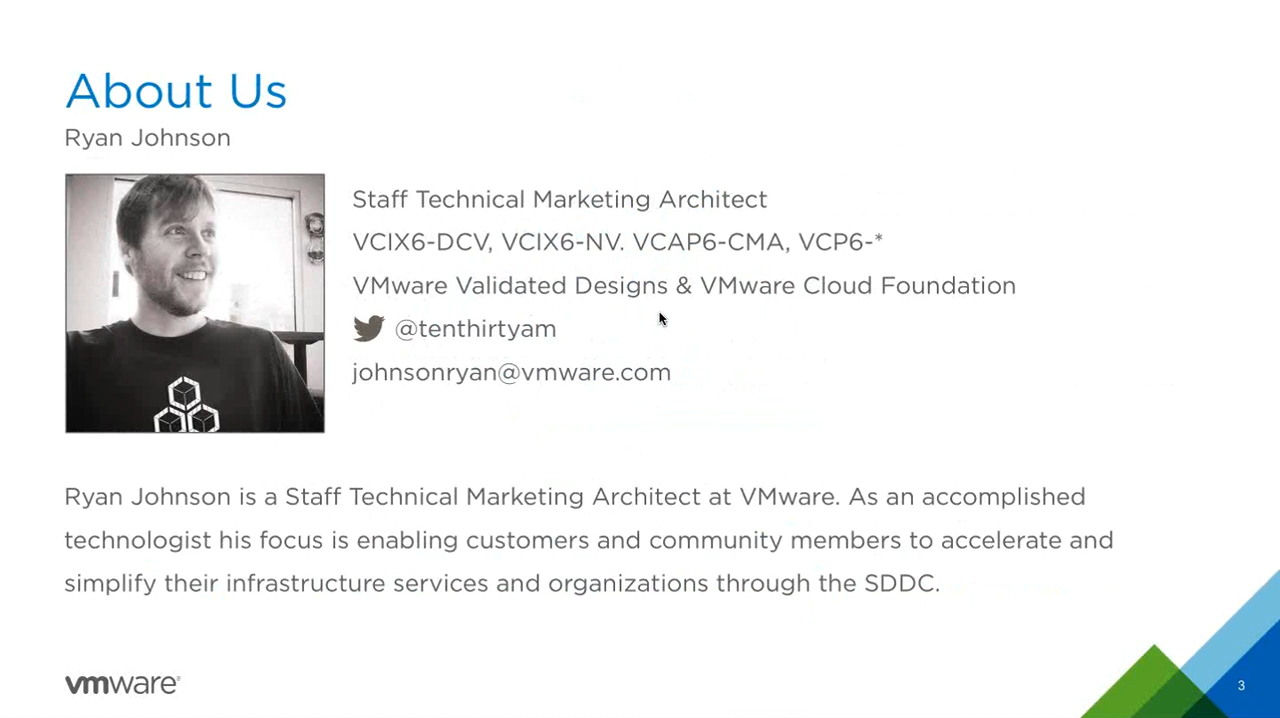 About Us
Ryan Johnson
Staff Technical Marketing Architect
VCIX6-DCV, VCIX6-NV. VCAP6-CMA, VCP6-*
VMware Validated Designs & VMware Cloud Foundation
@tenthirtyam
johnsonryan@vmware.com
Ryan Johnson is a Staff Technical Marketing Architect at VMware. As an accomplished
technologist his focus is enabling customers and community members to accelerate and
simplify their infrastructure services and organizations through the SDDC.
vmware®
3